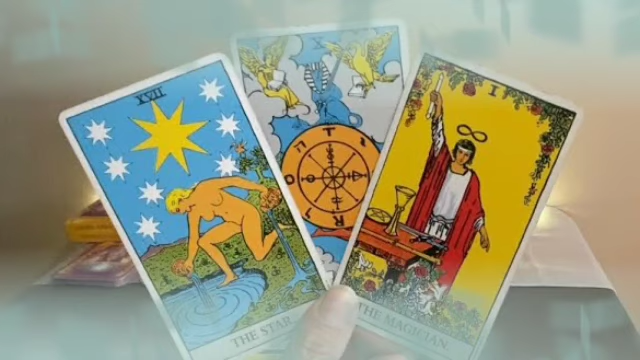 XVII
THE STAR
X
I
THE MAGICIAN